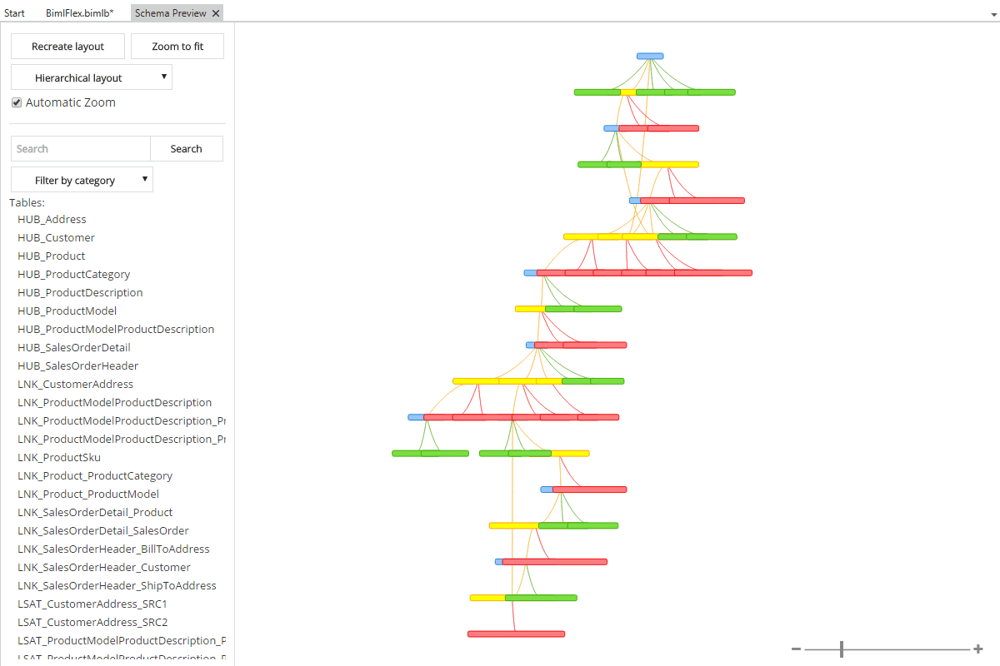 Start BimlFlex.bimlb* Schema Preview
Recreate layout Zoom to fit
Hierarchical layout
Automatic Zoom
Search Search
Filter by category
Tables:
HUB_Address
HUB_Customer
HUB_Product
HUB_ProductCategory
HUB_ProductDescription
HUB_ProductModel
HUB_ProductModelProductDescription
HUB_SalesOrderDetail
HUB_SalesOrderHeader
LNK_CustomerAddress
LNK_ProductModelProductDescription
LNK_ProductModelProductDescription_Pr
LNK_ProductModelProductDescription_Pr
LNK_ProductSku
LNK_Product_ProductCategory
LNK_Product_ProductModel
LNK_SalesOrderDetail_Product
LNK_SalesOrderDetail_SalesOrder
LNK_SalesOrderHeader_BillToAddress
LNK_SalesOrderHeader_Customer
LNK_SalesOrderHeader_ShipToAddress
LSAT_CustomerAddress_SRC1
LSAT_CustomerAddress_SRC2
LSAT_ProductModelProductDescription_P
LSAT_ProductModelProductDescription_P